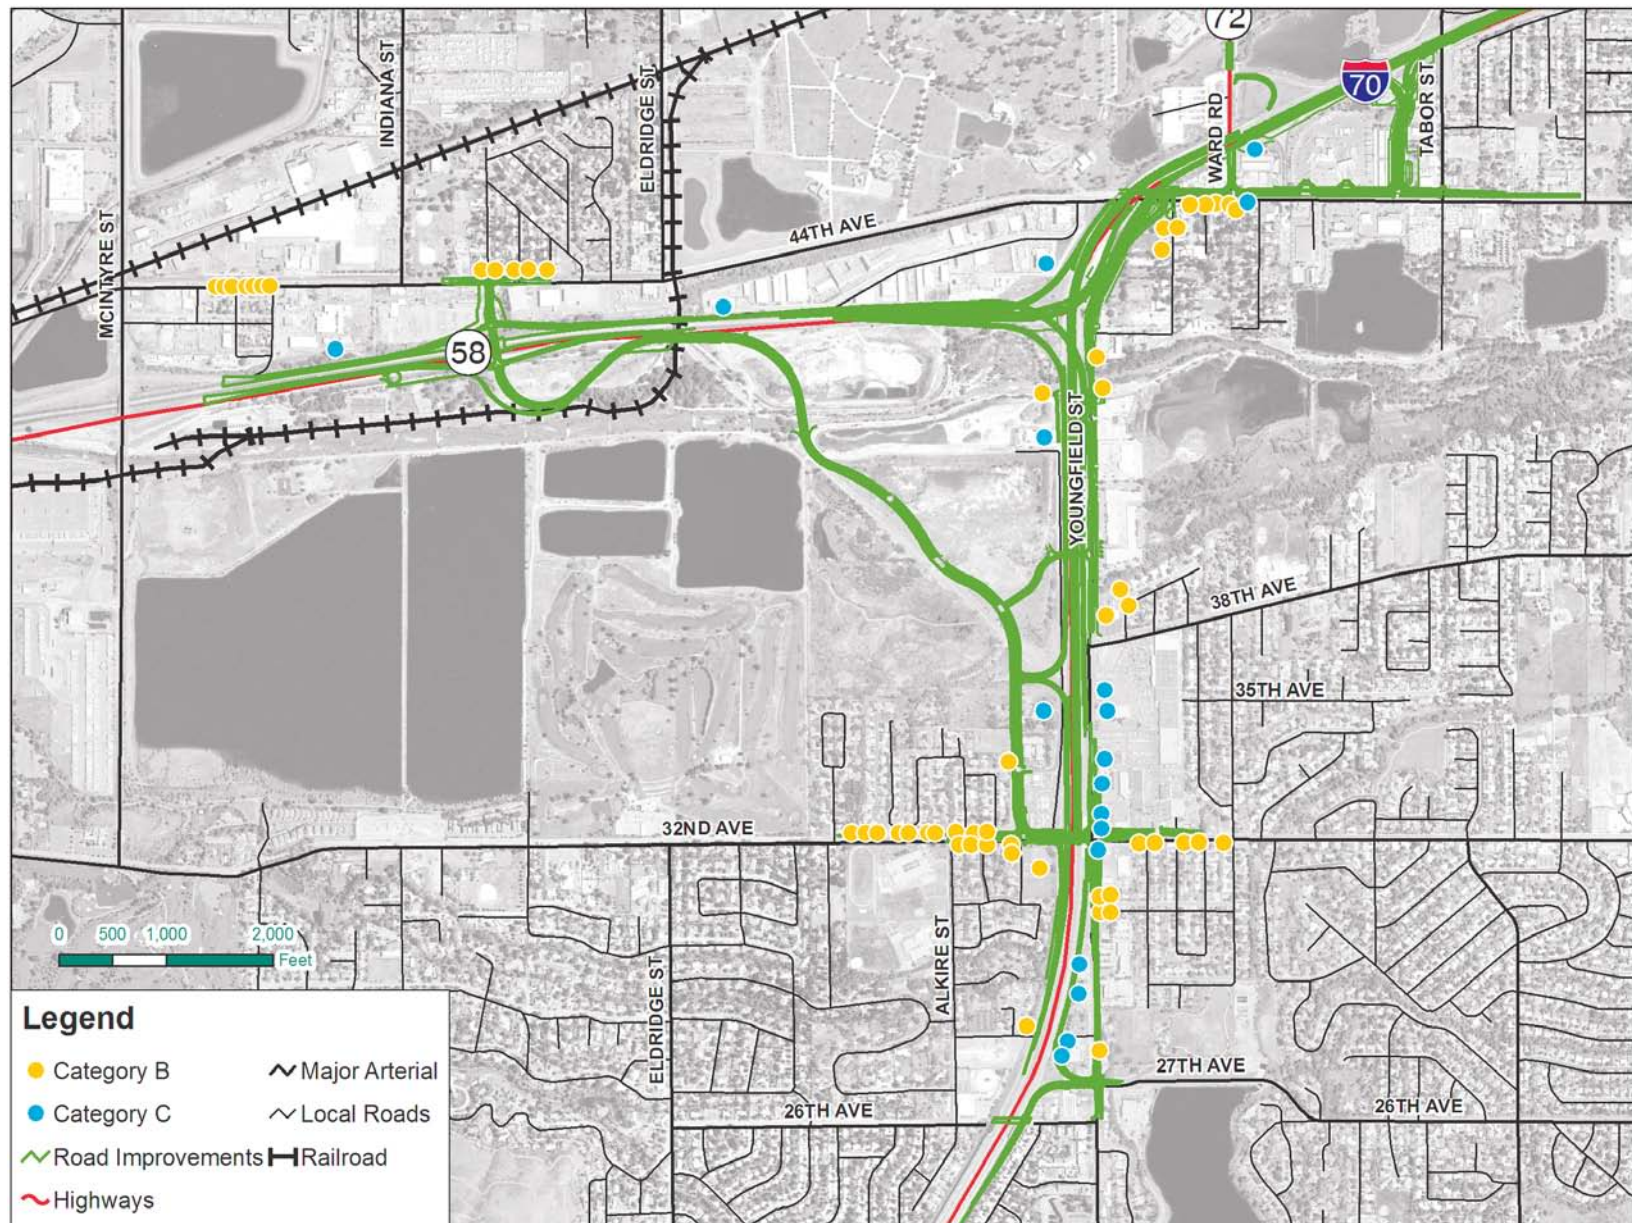 72
70
INDIANA ST
ELDRIDGE ST
WARD RD
TABOR ST
MCINTYRE ST
44TH AVE
58
YOUNGFIELD ST
38TH AVE
35TH AVE
32ND AVE
0 500 1,000 2,000
Feet
ALKIRE ST
ELDRIDGE ST
27TH AVE
26TH AVE
26TH AVE
Legend
Category B
Major Arterial
Category C
Local Roads
Road Improvements
Railroad
Highways